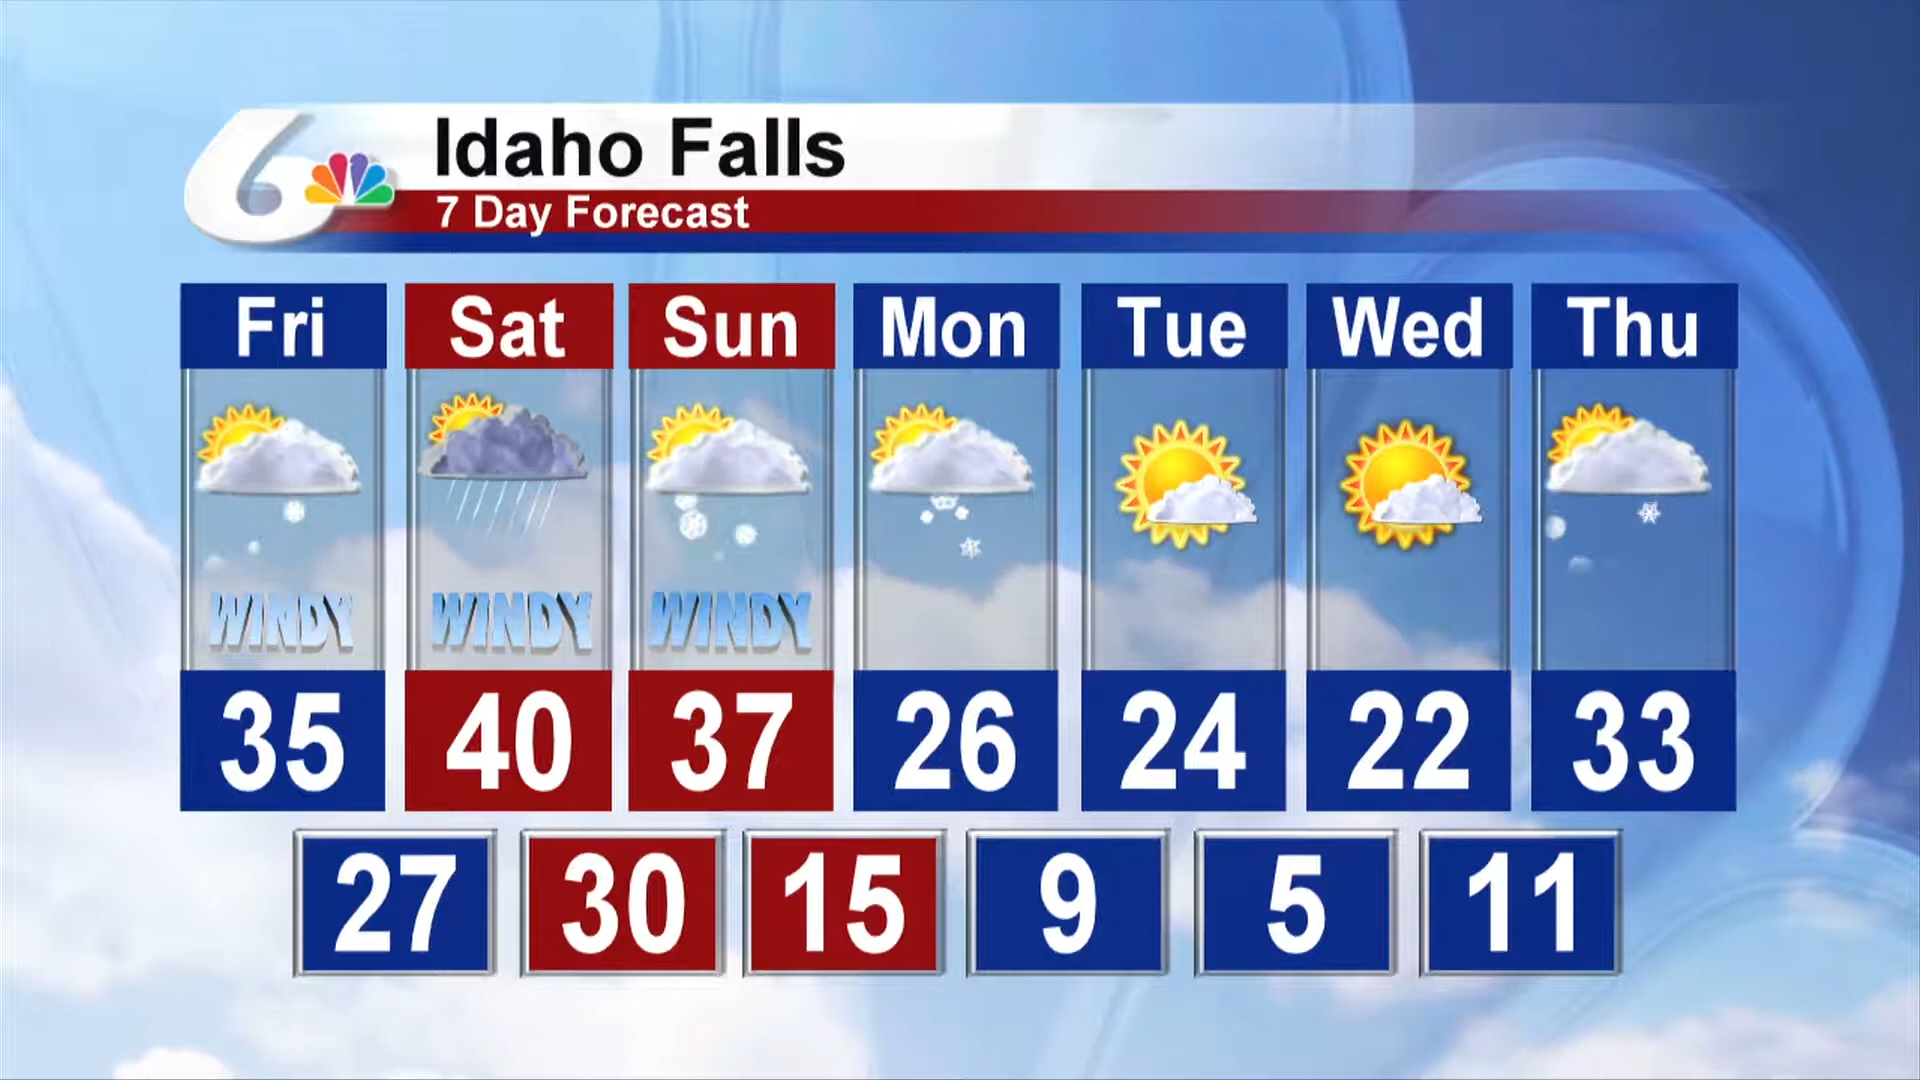 6
Idaho Falls
7 Day Forecast
Fri Sat Sun Mon Tue Wed Thu
WINDY WINDY WINDY
35 40 37 26 24 22 33
27 30 15 9 5 11